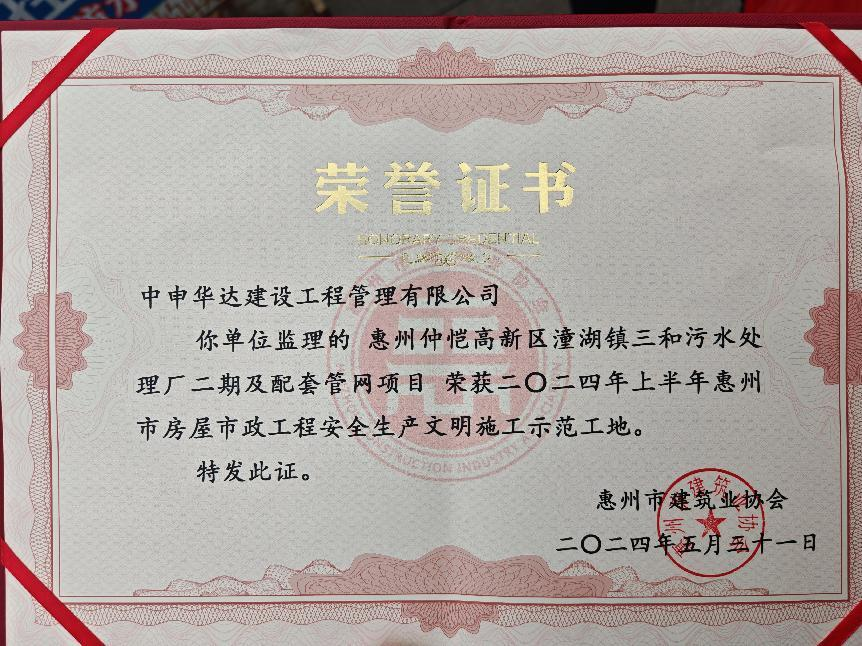 荣誉证书
HONORARY CREDENTIAL
中申华达建设工程管理有限公司
你单位监理的 惠州仲恺高新区潼湖镇三和污水处
理厂二期及配套管网项目 荣获二〇二四年上半年惠州
市房屋市政工程安全生产文明施工示范工地。
特发此证。
惠州市建筑业协会
二〇二四年五月三十一日